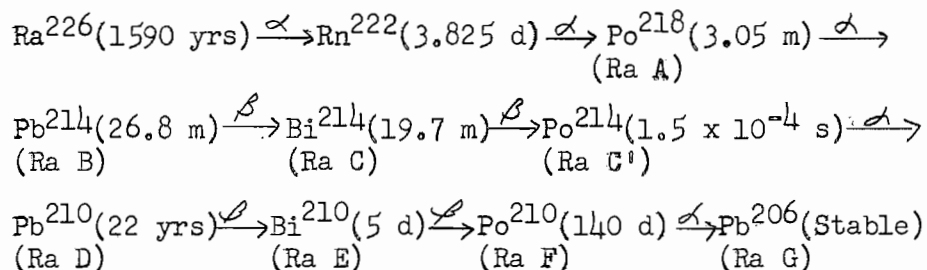 Ra²²⁶(1590 yrs) α→ Rn²²²(3.825 d) α→ Po²¹⁸(3.05 m) α→
(Ra A)
Pb²¹⁴(26.8 m) β→ Bi²¹⁴(19.7 m) β→ Po²¹⁴(1.5 x 10⁻⁴ s) α→
(Ra B) (Ra C) (Ra C')
Pb²¹⁰(22 yrs) β→ Bi²¹⁰(5 d) β→ Po²¹⁰(140 d) α→ Pb²⁰⁶(Stable)
(Ra D) (Ra E) (Ra F) (Ra G)